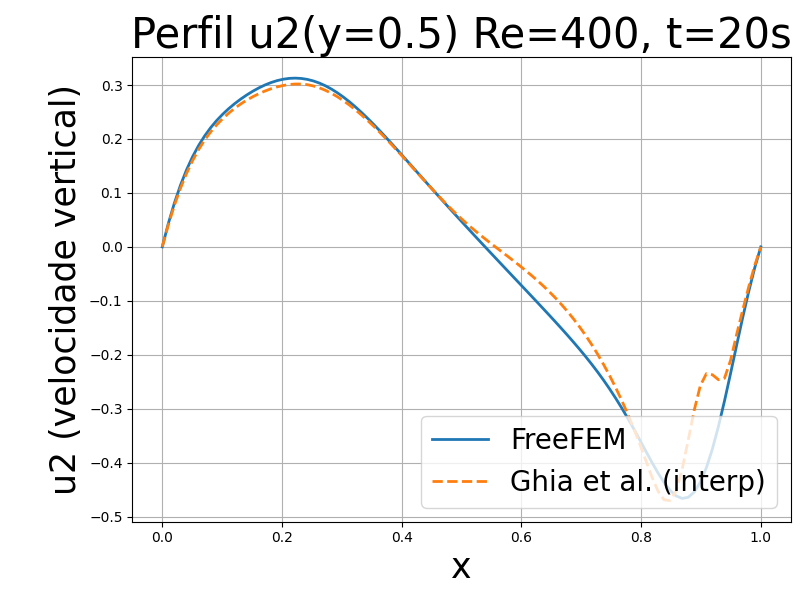 Perfil u2(y=0.5) Re=400, t=20s
u2 (velocidade vertical)
0.3
0.2
0.1
0.0
−0.1
−0.2
−0.3
−0.4
−0.5
FreeFEM
Ghia et al. (interp)
0.0 0.2 0.4 0.6 0.8 1.0
x